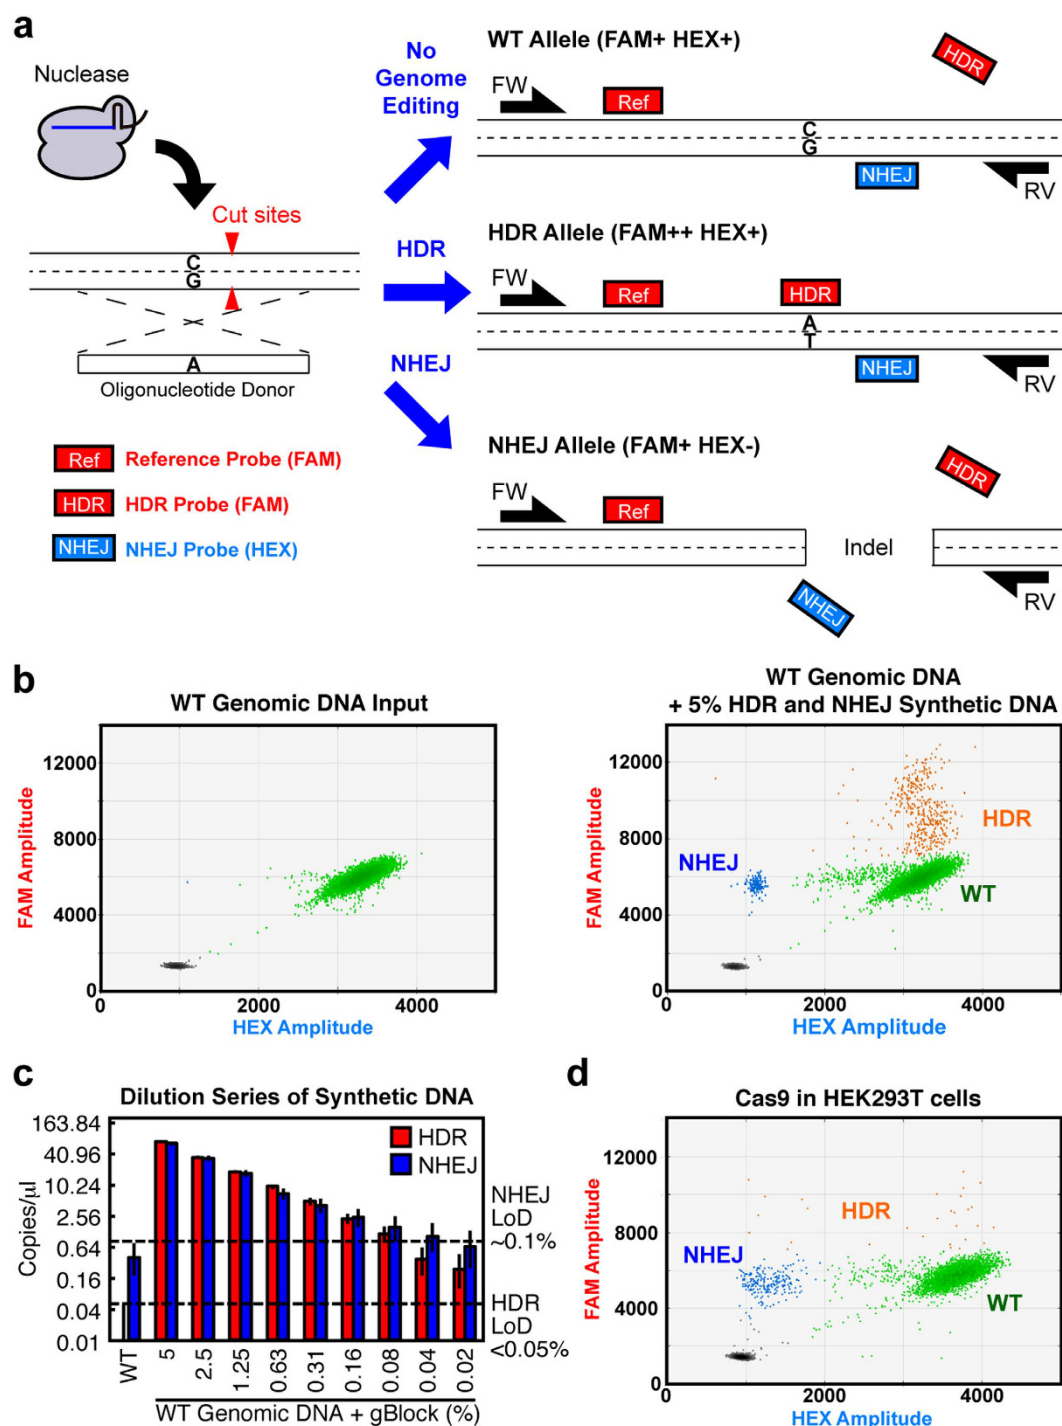 a
Nuclease
Cut sites
C
G
A
Oligonucleotide Donor
Ref Reference Probe (FAM)
HDR HDR Probe (FAM)
NHEJ NHEJ Probe (HEX)
No
Genome
Editing
HDR
NHEJ
WT Allele (FAM+ HEX+)
HDR
FW
Ref
C
G
NHEJ
RV
HDR Allele (FAM++ HEX+)
FW
Ref
HDR
A
T
NHEJ
RV
NHEJ Allele (FAM+ HEX-)
HDR
FW
Ref
Indel
NHEJ
RV
b
WT Genomic DNA Input
FAM Amplitude
12000
8000
4000
0
0 2000 4000
HEX Amplitude
WT Genomic DNA
+ 5% HDR and NHEJ Synthetic DNA
FAM Amplitude
12000
8000
4000
0
HDR
NHEJ
WT
0 2000 4000
HEX Amplitude
c
Dilution Series of Synthetic DNA
Copies/µl
163.84
40.96
10.24
2.56
0.64
0.16
0.04
0.01
HDR
NHEJ
NHEJ
LoD
~0.1%
HDR
LoD
<0.05%
WT 5 2.5 1.25 0.63 0.31 0.16 0.08 0.04 0.02
WT Genomic DNA + gBlock (%)
d
Cas9 in HEK293T cells
FAM Amplitude
12000
8000
4000
0
HDR
NHEJ
WT
0 2000 4000
HEX Amplitude